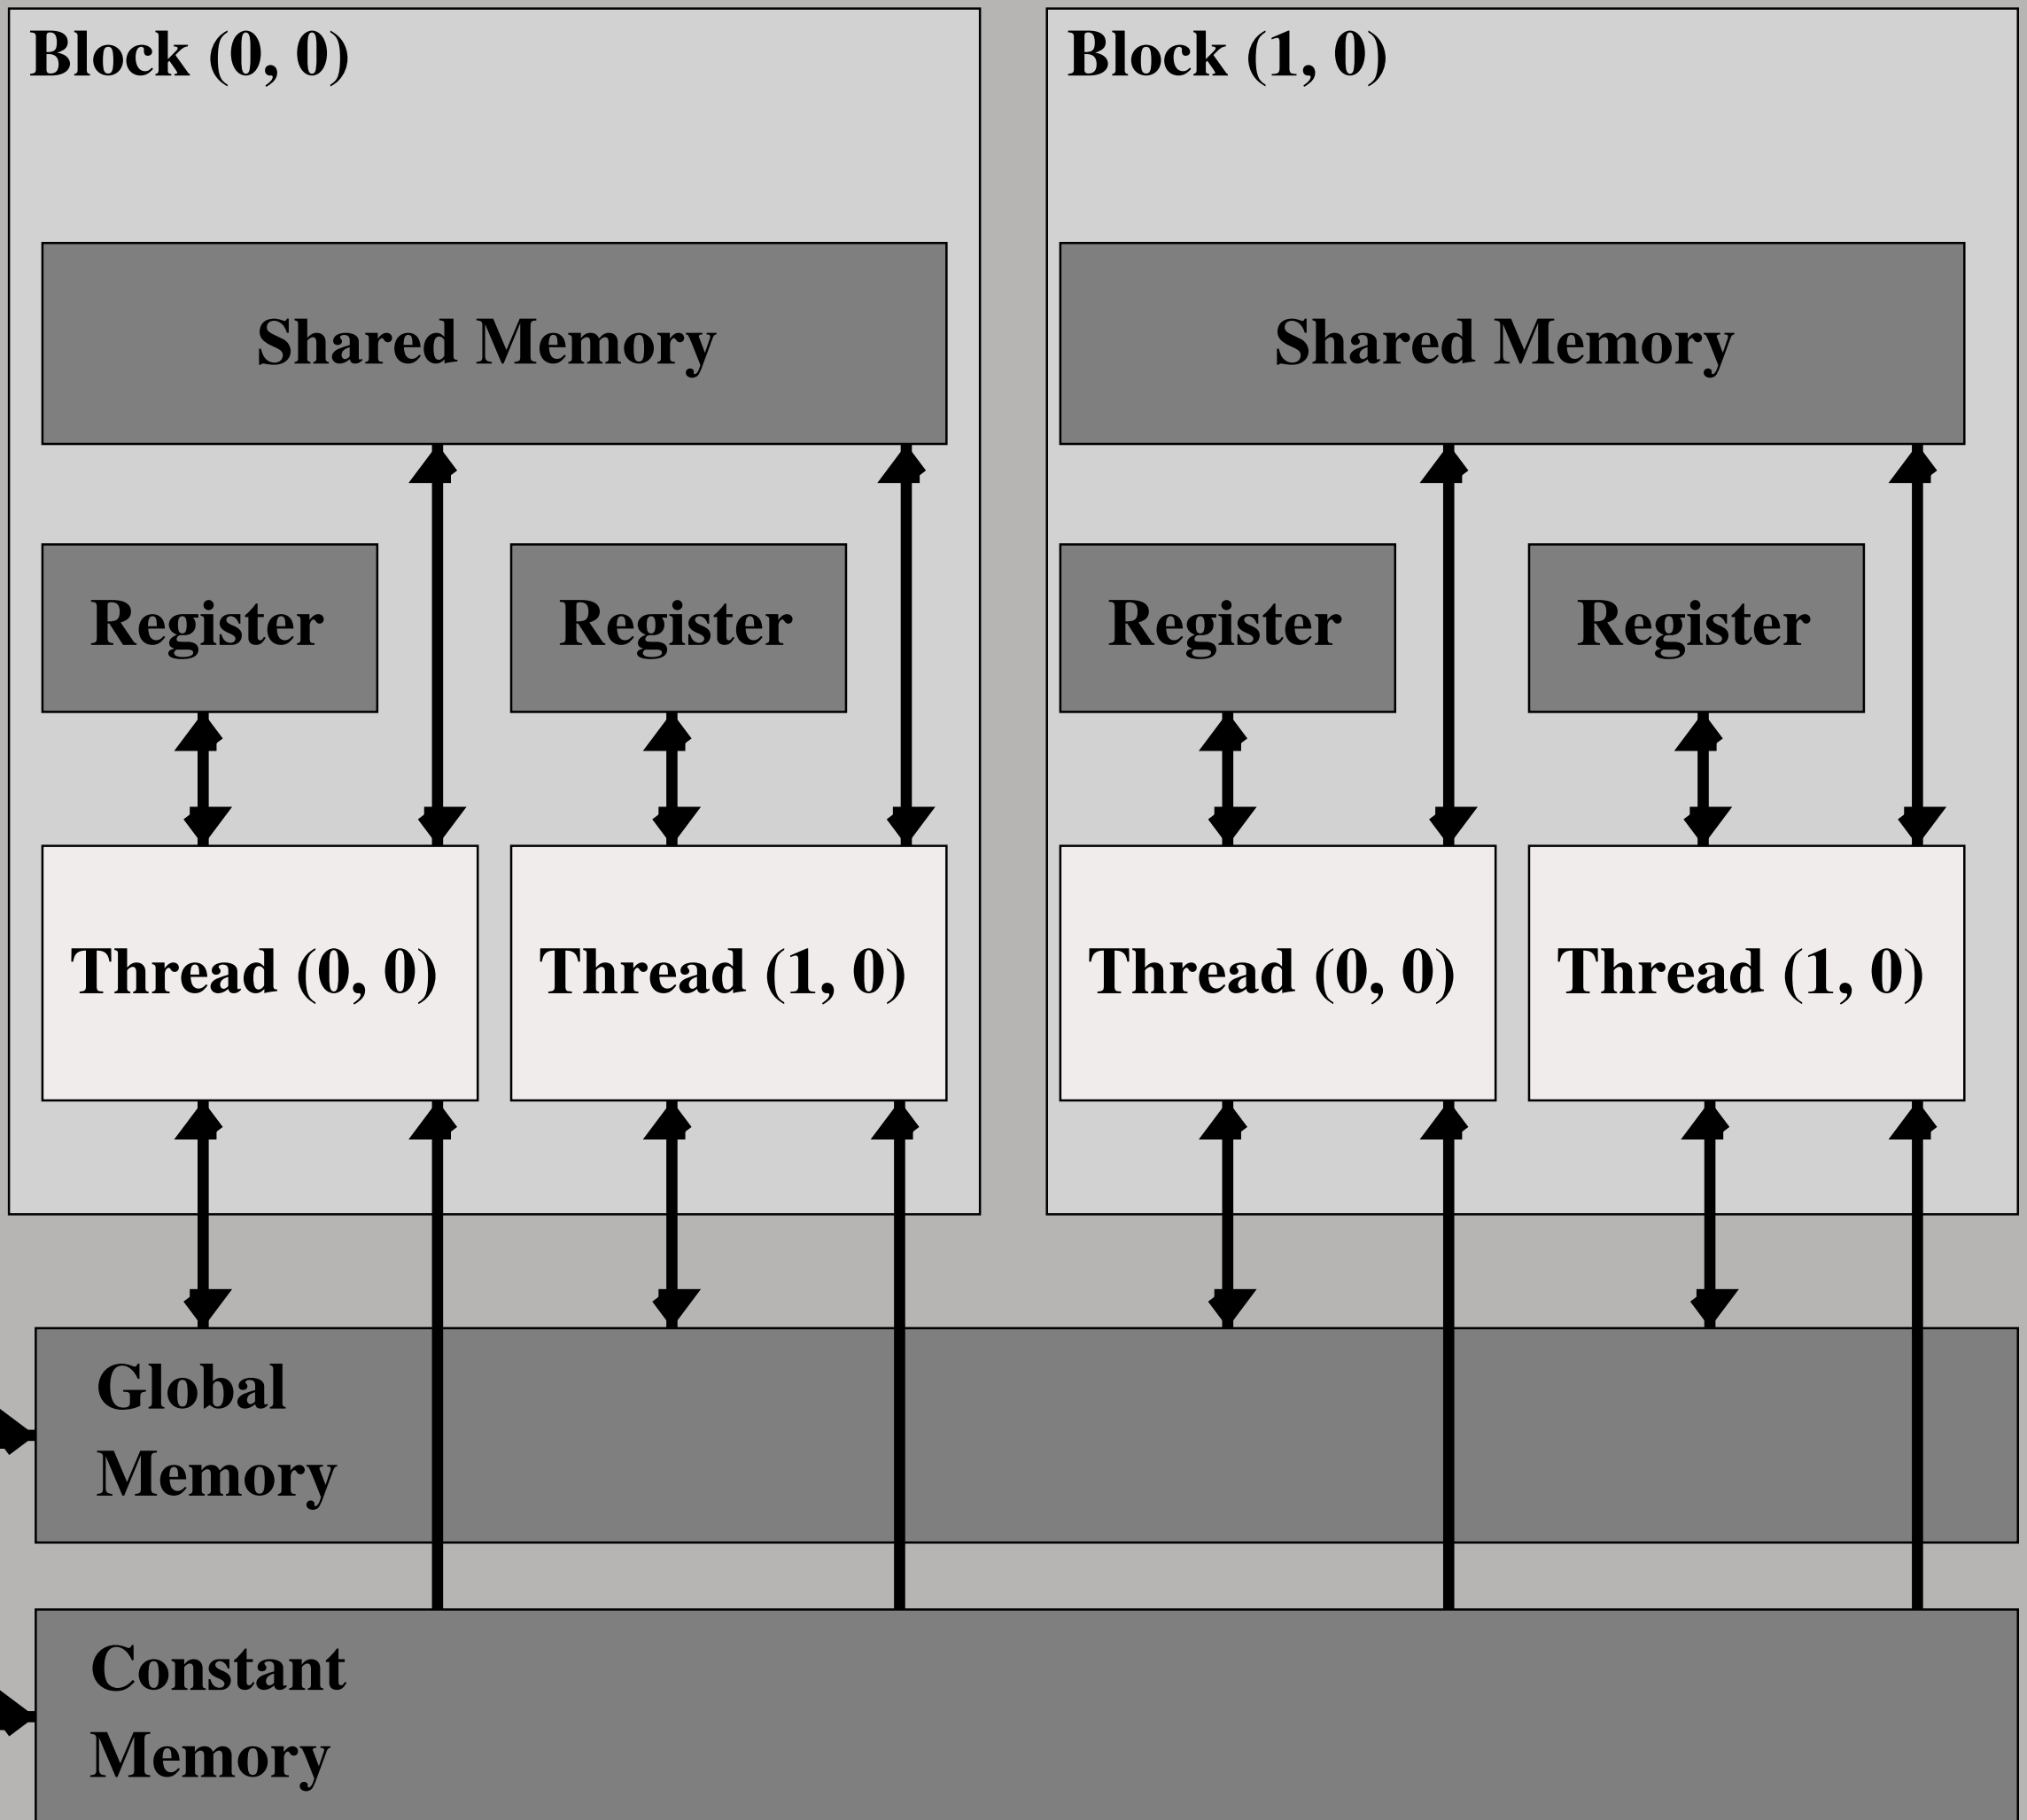 Block (0, 0)
Block (1, 0)
Shared Memory
Shared Memory
Register
Register
Register
Register
Thread (0, 0)
Thread (1, 0)
Thread (0, 0)
Thread (1, 0)
Global
Memory
Constant
Memory